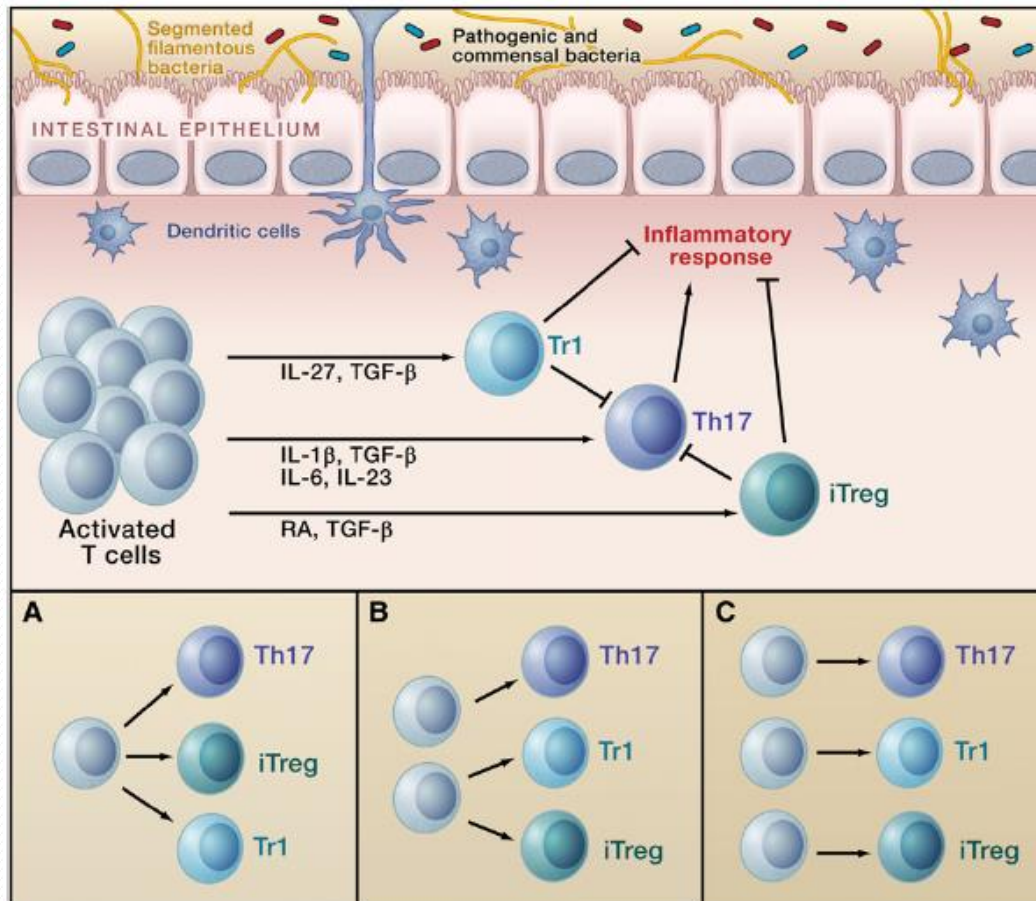 Segmented
filamentous
bacteria
Pathogenic and
commensal bacteria
INTESTINAL EPITHELIUM
Dendritic cells
Inflammatory
response
Tr1
IL-27, TGF-β
Th17
IL-1β, TGF-β
IL-6, IL-23
iTreg
RA, TGF-β
Activated
T cells
A
Th17
iTreg
Tr1
B
Th17
Tr1
iTreg
C
Th17
Tr1
iTreg